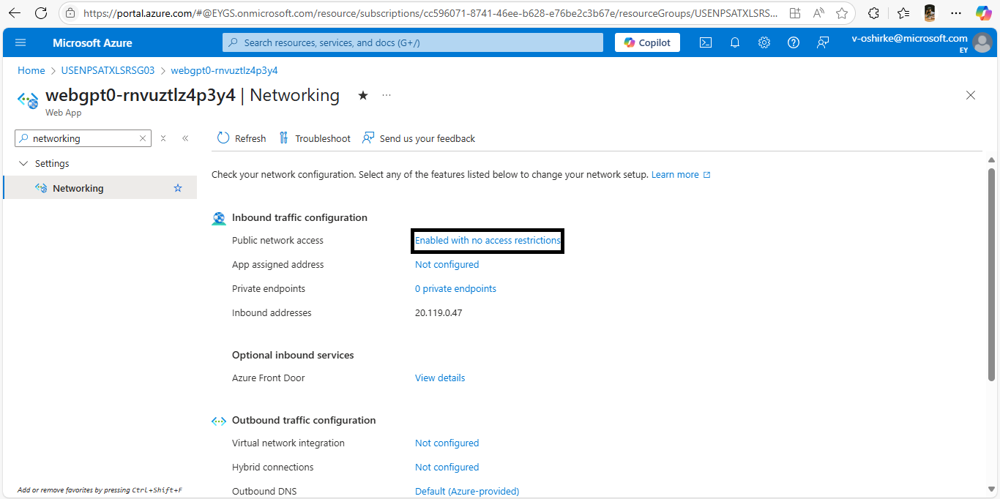 https://portal.azure.com/#@EYGS.onmicrosoft.com/resource/subscriptions/cc596071-8741-46ee-b628-e76be2c3b67e/resourceGroups/USENPSATXLSRS...
Microsoft Azure
Search resources, services, and docs (G+/)
Copilot
v-oshirke@microsoft.com
EY
Home > USENPSATXLSRSG03 > webgpt0-rnvuztlz4p3y4
webgpt0-rnvuztlz4p3y4 | Networking
Web App
networking
Refresh
Troubleshoot
Send us your feedback
Settings
Networking
Check your network configuration. Select any of the features listed below to change your network setup. Learn more
Inbound traffic configuration
Public network access Enabled with no access restrictions
App assigned address Not configured
Private endpoints 0 private endpoints
Inbound addresses 20.119.0.47
Optional inbound services
Azure Front Door View details
Outbound traffic configuration
Virtual network integration Not configured
Hybrid connections Not configured
Outbound DNS Default (Azure-provided)
Add or remove favorites by pressing Ctrl+Shift+F